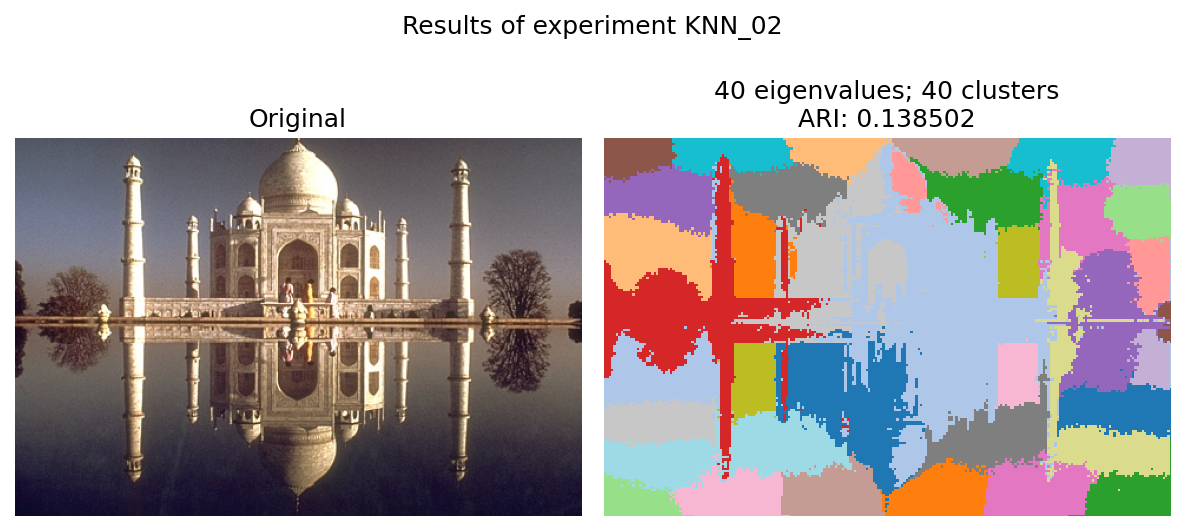 Results of experiment KNN_02
Original
40 eigenvalues; 40 clusters
ARI: 0.138502